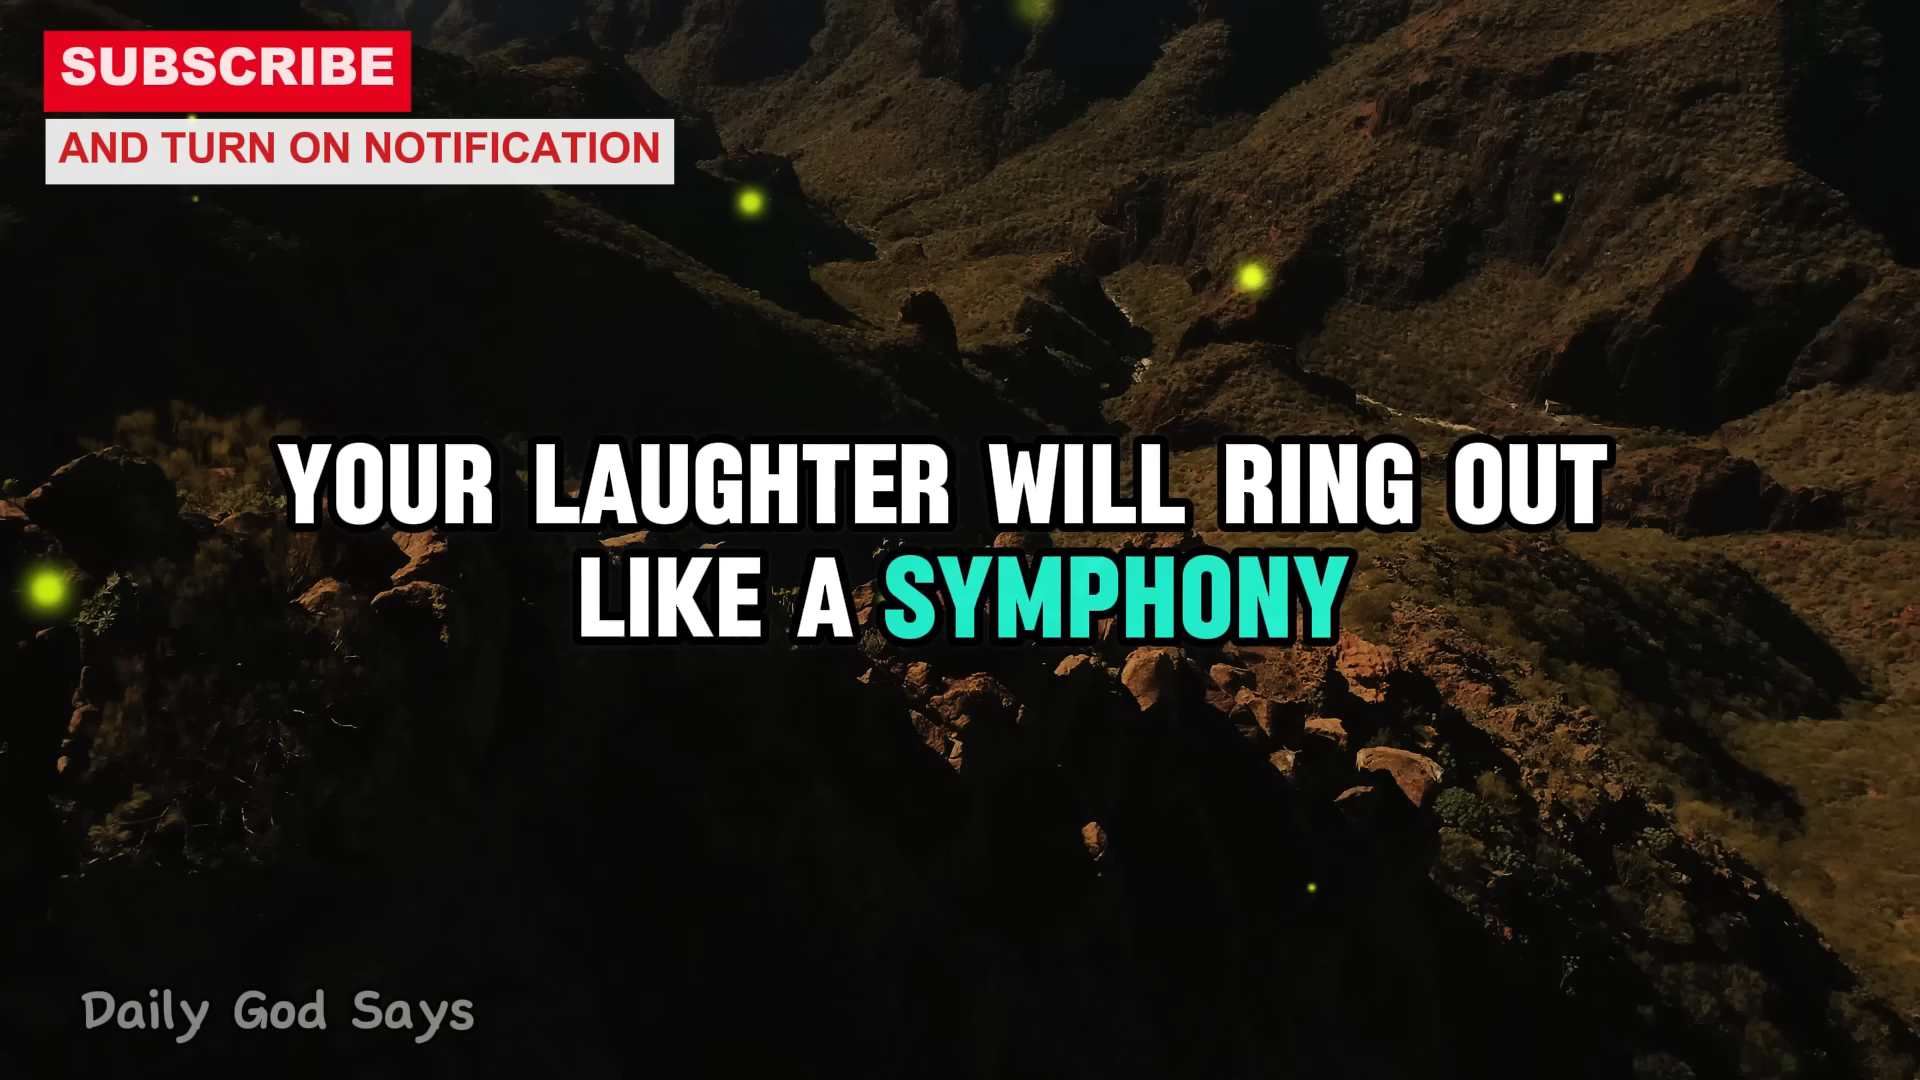 SUBSCRIBE
AND TURN ON NOTIFICATION
YOUR LAUGHTER WILL RING OUT
LIKE A SYMPHONY
Daily God Says